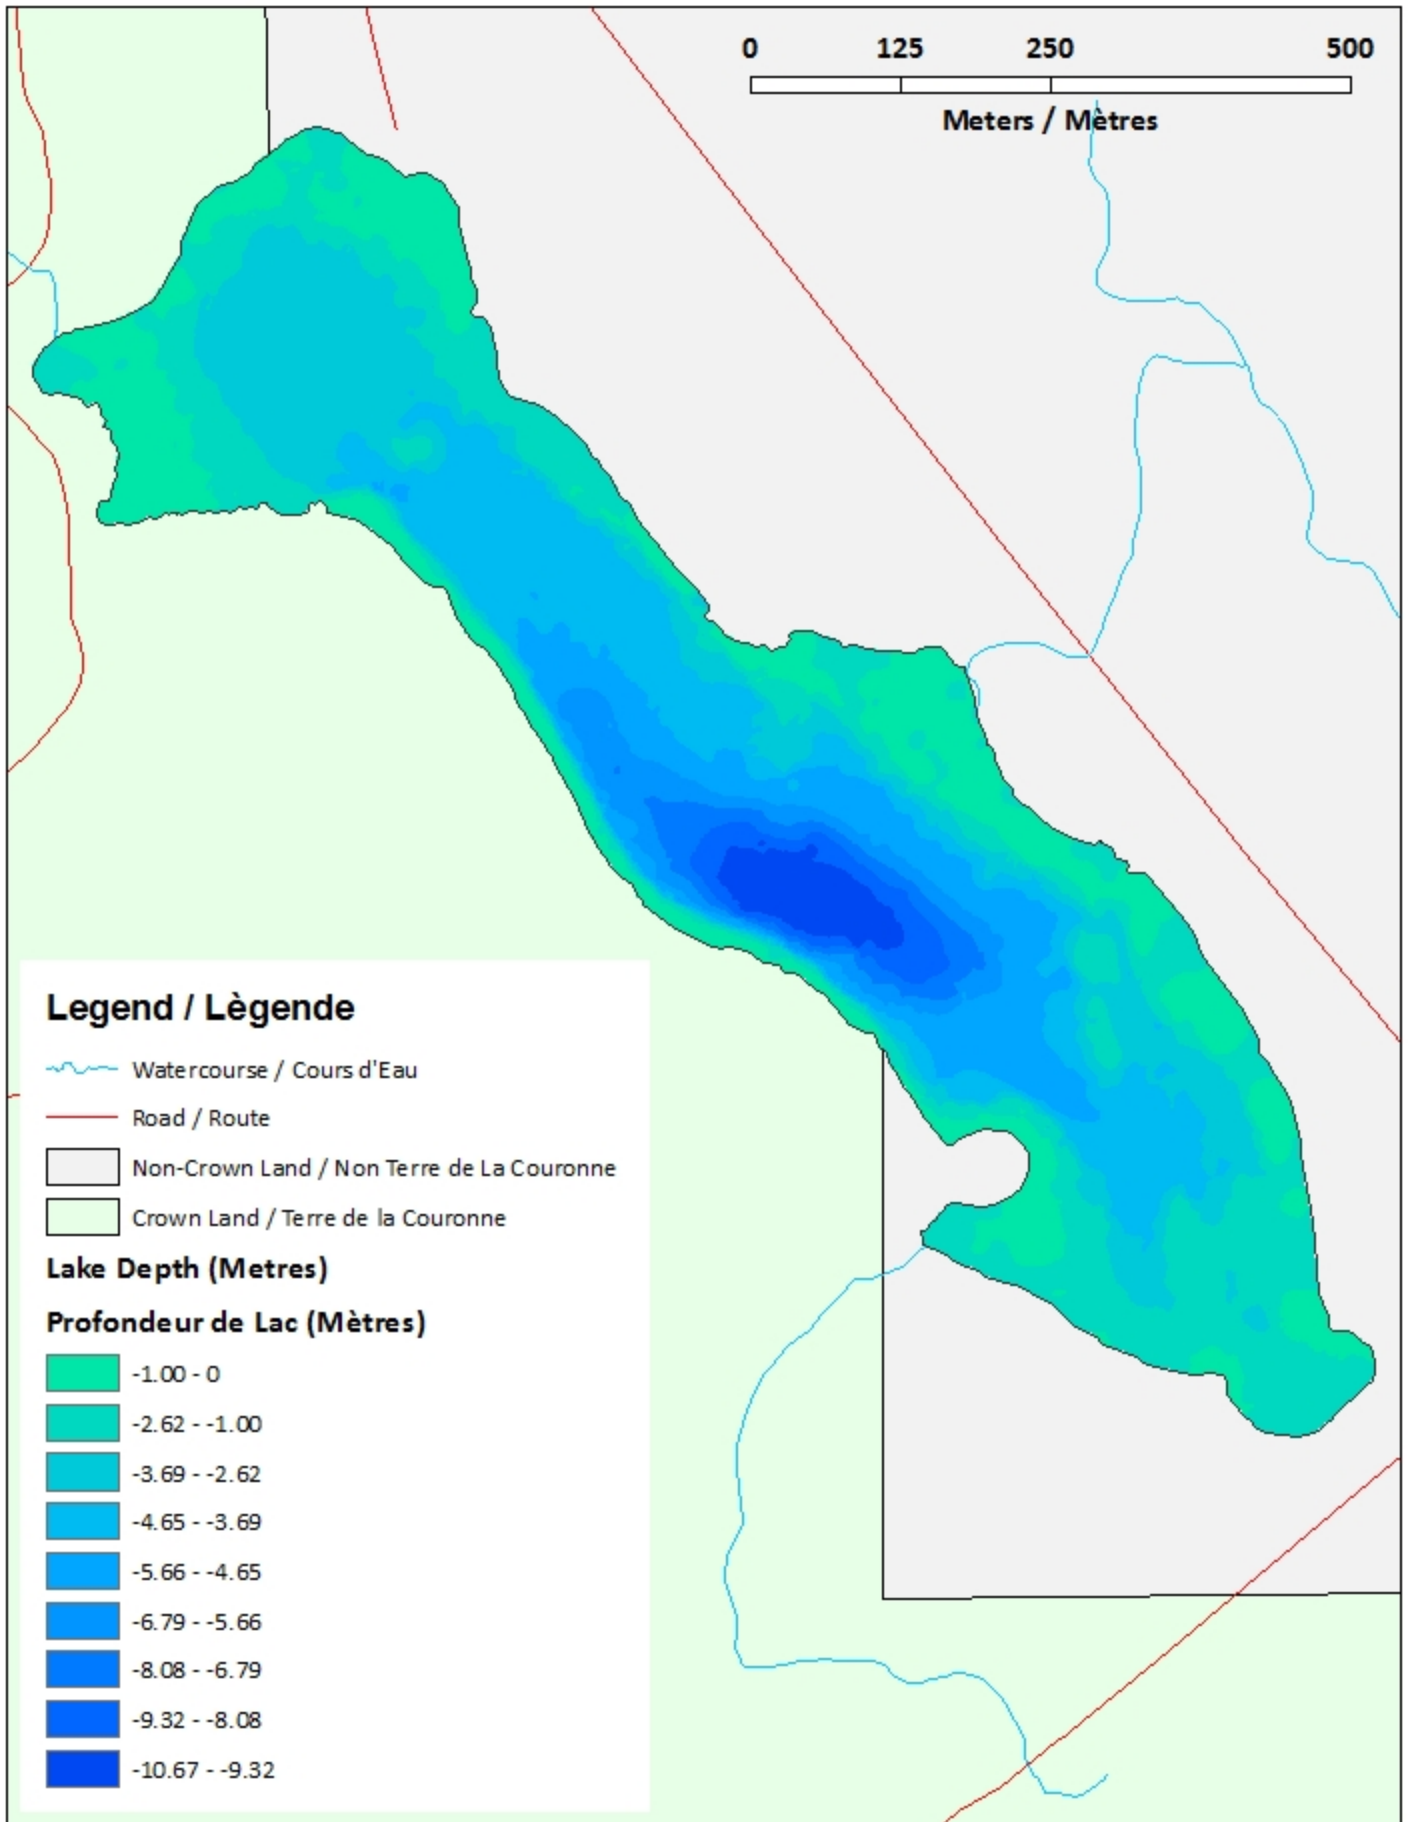 0 125 250 500
Meters / Mètres
Legend / Lègende
Watercourse / Cours d'Eau
Road / Route
Non-Crown Land / Non Terre de La Couronne
Crown Land / Terre de la Couronne
Lake Depth (Metres)
Profondeur de Lac (Mètres)
-1.00 - 0
-2.62 - -1.00
-3.69 - -2.62
-4.65 - -3.69
-5.66 - -4.65
-6.79 - -5.66
-8.08 - -6.79
-9.32 - -8.08
-10.67 - -9.32